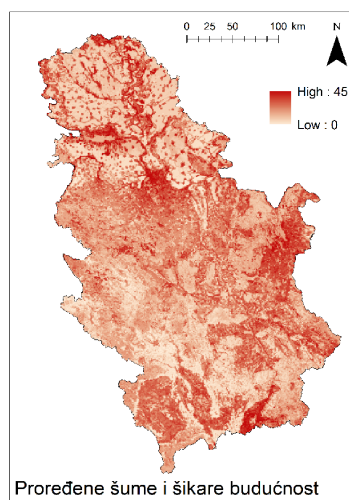 0 25 50 100 km
N
High : 45
Low : 0
Proređene šume i šikare budućnost